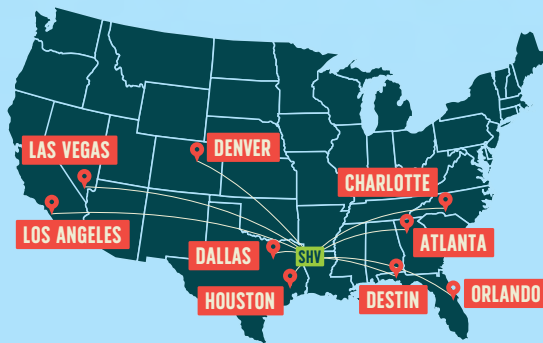 LAS VEGAS
DENVER
CHARLOTTE
LOS ANGELES
DALLAS
SHV
ATLANTA
HOUSTON
DESTIN
ORLANDO